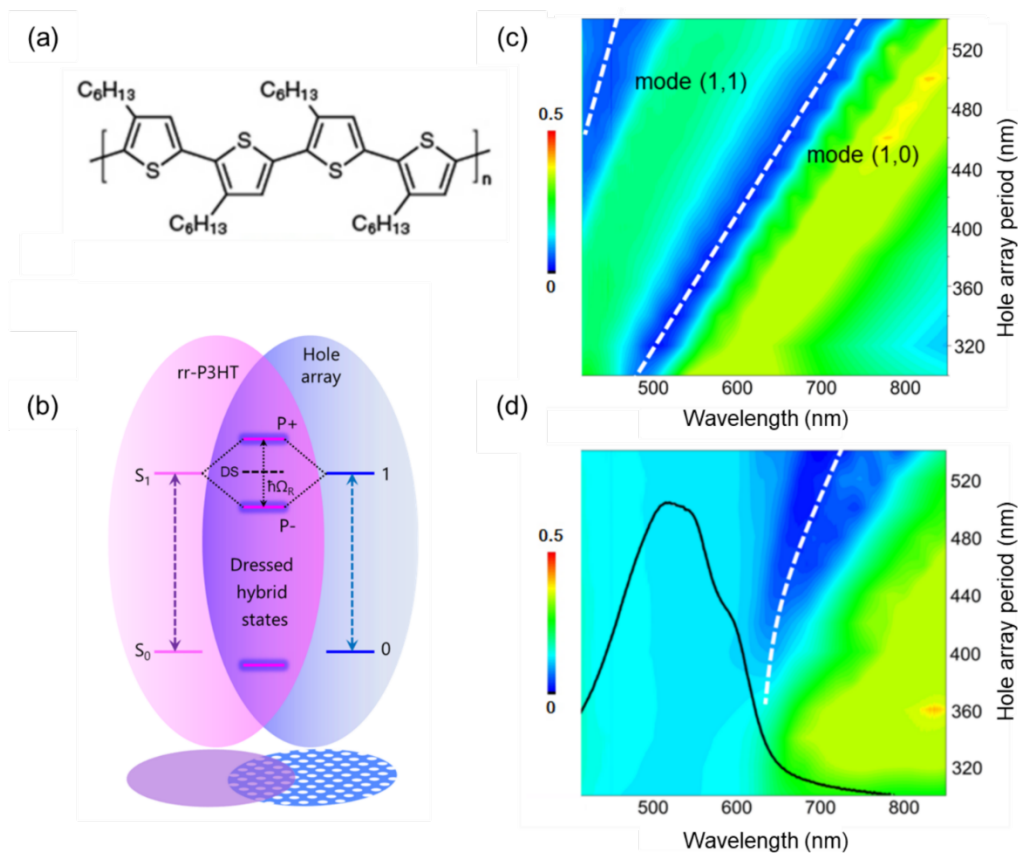 (a)
C6H13
C6H13
S
S
S
S
n
C6H13
C6H13
(b)
rr-P3HT
Hole
array
P+
S1
DS
ħΩR
1
P-
Dressed
hybrid
states
S0
0
(c)
mode (1,1)
mode (1,0)
0.5
0
520
480
440
400
360
320
Hole array period (nm)
500
600
700
800
Wavelength (nm)
(d)
0.5
0
520
480
440
400
360
320
Hole array period (nm)
500
600
700
800
Wavelength (nm)